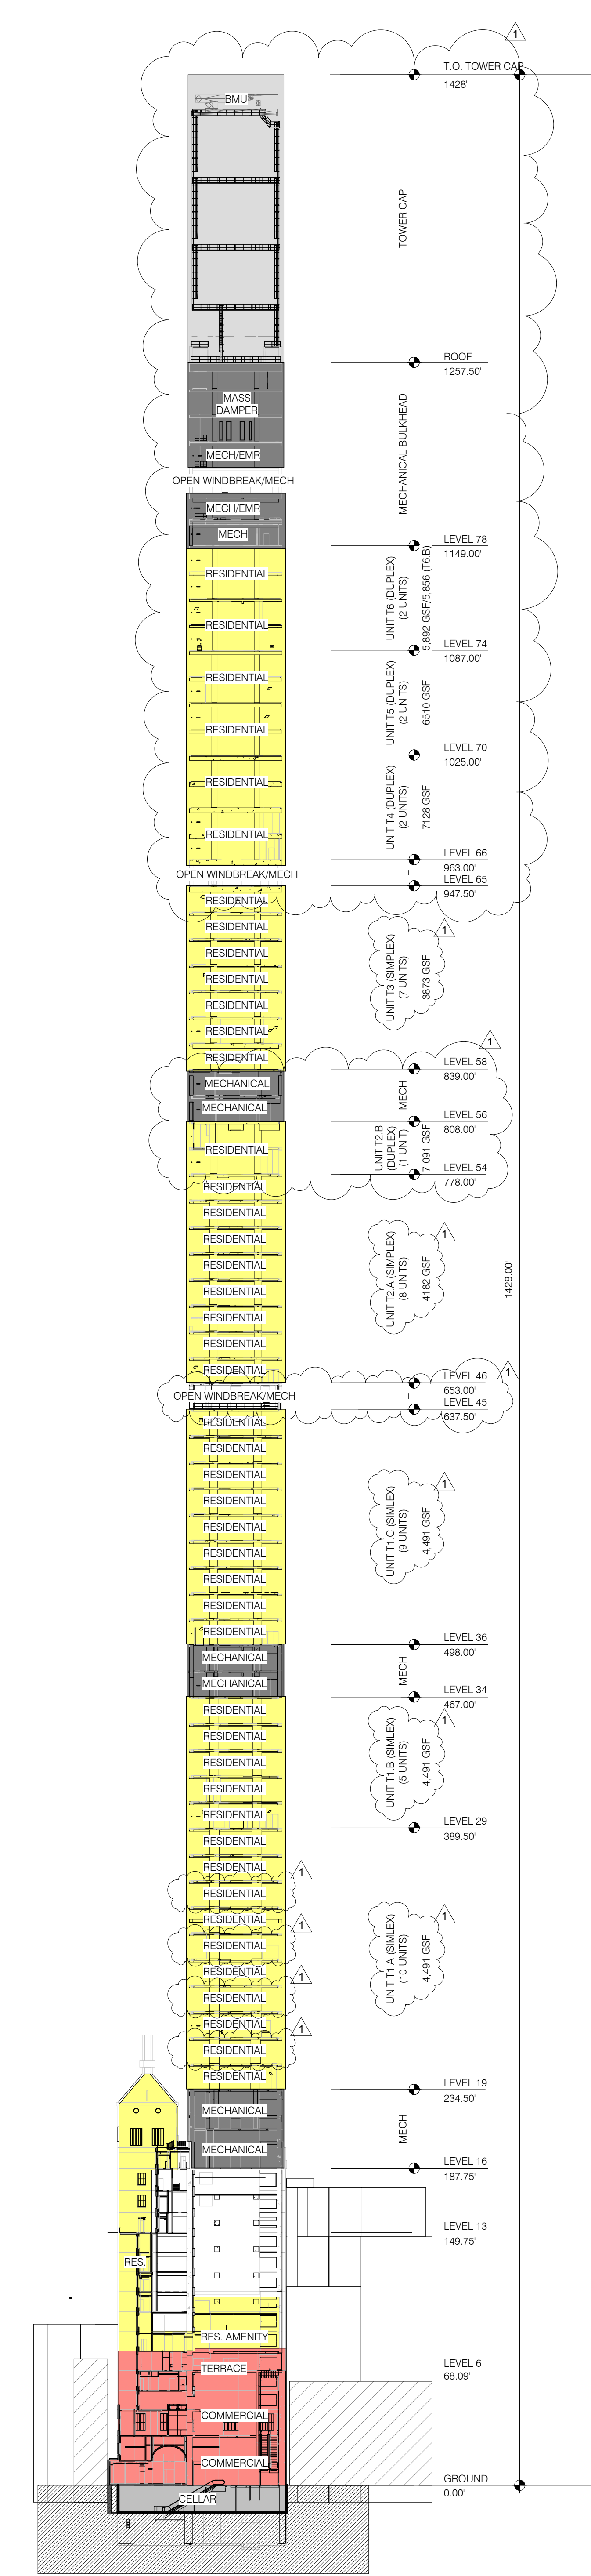 1
T.O. TOWER CAP
1428'
BMU
TOWER CAP
ROOF
1257.50'
MASS
DAMPER
MECHANICAL BULKHEAD
MECH/EMR
OPEN WINDBREAK/MECH
MECH/EMR
MECH
LEVEL 78
1149.00'
RESIDENTIAL
UNIT T6 (DUPLEX)
(2 UNITS)
5,892 GSF/5,856 (T6.B)
RESIDENTIAL
LEVEL 74
1087.00'
RESIDENTIAL
UNIT T5 (DUPLEX)
(2 UNITS)
6510 GSF
RESIDENTIAL
LEVEL 70
1025.00'
RESIDENTIAL
UNIT T4 (DUPLEX)
(2 UNITS)
7128 GSF
RESIDENTIAL
LEVEL 66
963.00'
OPEN WINDBREAK/MECH
LEVEL 65
947.50'
RESIDENTIAL
RESIDENTIAL
1
RESIDENTIAL
UNIT T3 (SIMPLEX)
(7 UNITS)
3873 GSF
RESIDENTIAL
RESIDENTIAL
RESIDENTIAL
1
RESIDENTIAL
LEVEL 58
839.00'
MECHANICAL
MECH
MECHANICAL
LEVEL 56
808.00'
RESIDENTIAL
UNIT T2.B
(DUPLEX)
(1 UNIT)
7,091 GSF
LEVEL 54
778.00'
RESIDENTIAL
RESIDENTIAL
1
RESIDENTIAL
UNIT T2.A (SIMPLEX)
(8 UNITS)
4182 GSF
1428.00'
RESIDENTIAL
RESIDENTIAL
RESIDENTIAL
RESIDENTIAL
RESIDENTIAL
1
LEVEL 46
653.00'
OPEN WINDBREAK/MECH
LEVEL 45
637.50'
RESIDENTIAL
RESIDENTIAL
RESIDENTIAL
1
UNIT T1.C (SIMLEX)
(9 UNITS)
4,491 GSF
RESIDENTIAL
RESIDENTIAL
RESIDENTIAL
RESIDENTIAL
RESIDENTIAL
RESIDENTIAL
LEVEL 36
498.00'
MECHANICAL
MECH
MECHANICAL
LEVEL 34
467.00'
RESIDENTIAL
1
RESIDENTIAL
UNIT T1.B (SIMLEX)
(5 UNITS)
4,491 GSF
RESIDENTIAL
RESIDENTIAL
RESIDENTIAL
LEVEL 29
389.50'
RESIDENTIAL
RESIDENTIAL
1
RESIDENTIAL
1
RESIDENTIAL
1
RESIDENTIAL
UNIT T1.A (SIMLEX)
(10 UNITS)
4,491 GSF
RESIDENTIAL
1
RESIDENTIAL
RESIDENTIAL
1
RESIDENTIAL
RESIDENTIAL
LEVEL 19
234.50'
MECHANICAL
MECH
MECHANICAL
LEVEL 16
187.75'
LEVEL 13
149.75'
RES.
RES. AMENITY
LEVEL 6
68.09'
TERRACE
COMMERCIAL
COMMERCIAL
GROUND
0.00'
CELLAR